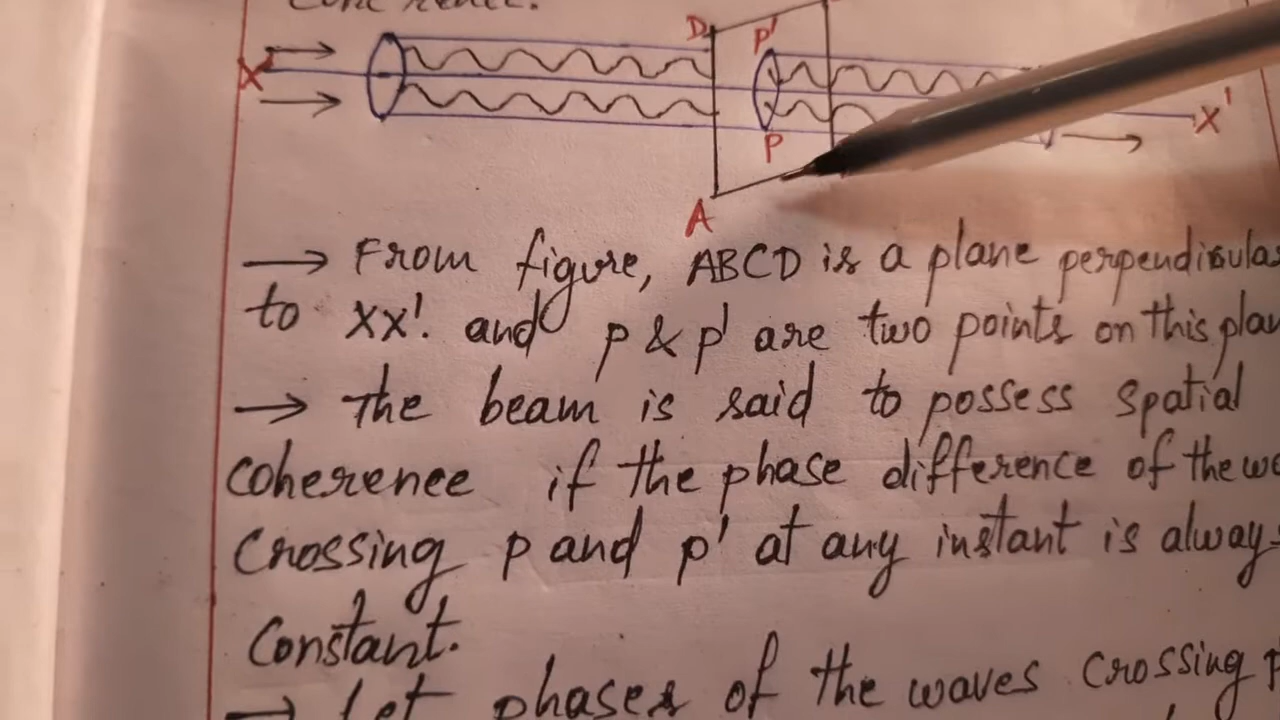 coherence.
D
P'
X
X'
P
A
→ From figure, ABCD is a plane
to XX'. and p & p' are two points on this
→ The beam is said to possess spatial
coherenee if the phase difference of the
crossing p and p' at any instant is
constant.
→ Let phases of the waves crossing